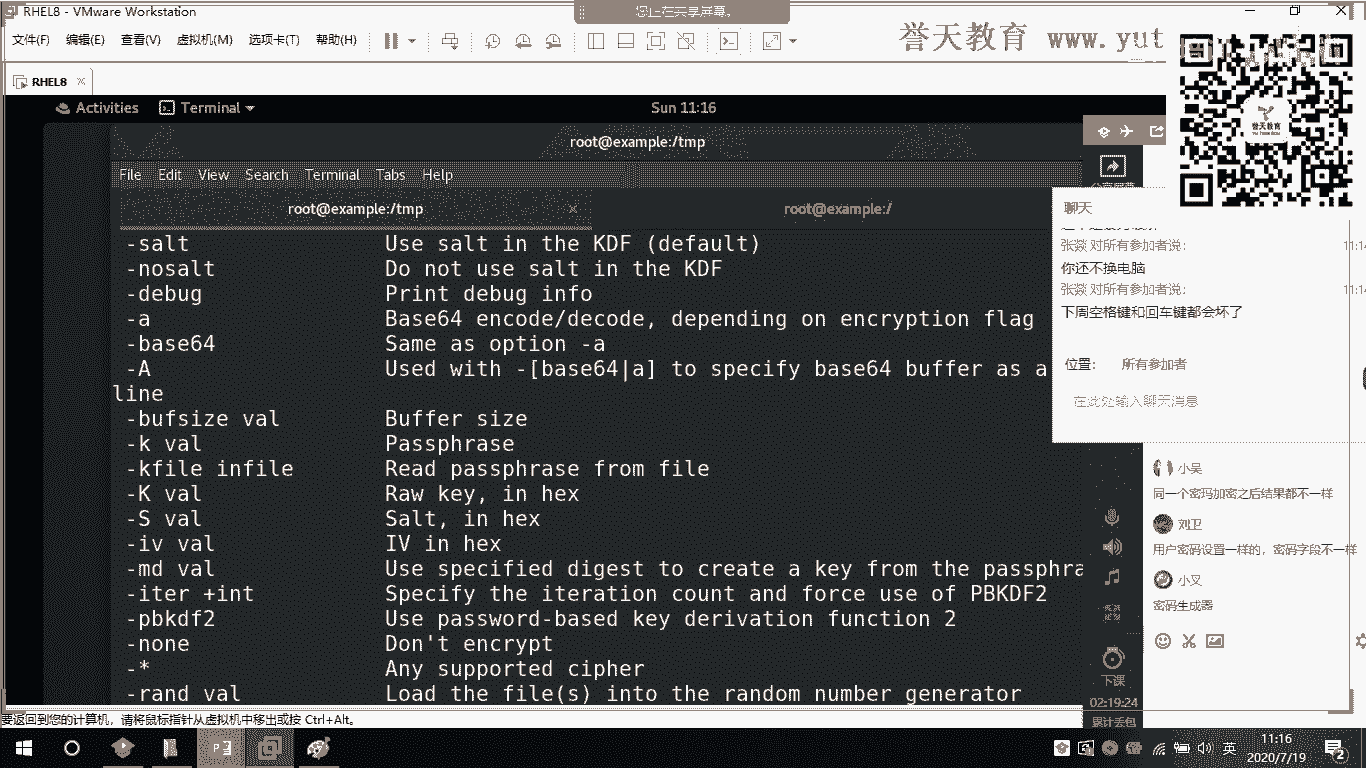 RHEL8 - VMware Workstation
您正在共享屏幕。
文件(F) 编辑(E) 查看(V) 虚拟机(M) 选项卡(T) 帮助(H)
誉天教育 www.yut
RHEL8
Activities Terminal Sun 11:16
root@example:/tmp
File Edit View Search Terminal Tabs Help
root@example:/tmp root@example:/
-salt Use salt in the KDF (default)
-nosalt Do not use salt in the KDF
-debug Print debug info
-a Base64 encode/decode, depending on encryption flag
-base64 Same as option -a
-A Used with -[base64|a] to specify base64 buffer as a
line
-bufsize val Buffer size
-k val Passphrase
-kfile infile Read passphrase from file
-K val Raw key, in hex
-S val Salt, in hex
-iv val IV in hex
-md val Use specified digest to create a key from the passphra
-iter +int Specify the iteration count and force use of PBKDF2
-pbkdf2 Use password-based key derivation function 2
-none Don't encrypt
-* Any supported cipher
-rand val Load the file(s) into the random number generator
誉天教育
聊天
张燚 对所有参加者说: 11:14
你还不换电脑
张燚 对所有参加者说: 11:14
下周空格键和回车键都会坏了
位置: 所有参加者
在此处输入聊天消息
小吴
同一个密玛加密之后结果都不一样
刘卫
用户密码设置一样的,密码字段不一样
小叉
密码生成器
下课
02:19:24
累计丢包
要返回到您的计算机,请将鼠标指针从虚拟机中移出或按 Ctrl+Alt。
英
11:16
2020/7/19
2